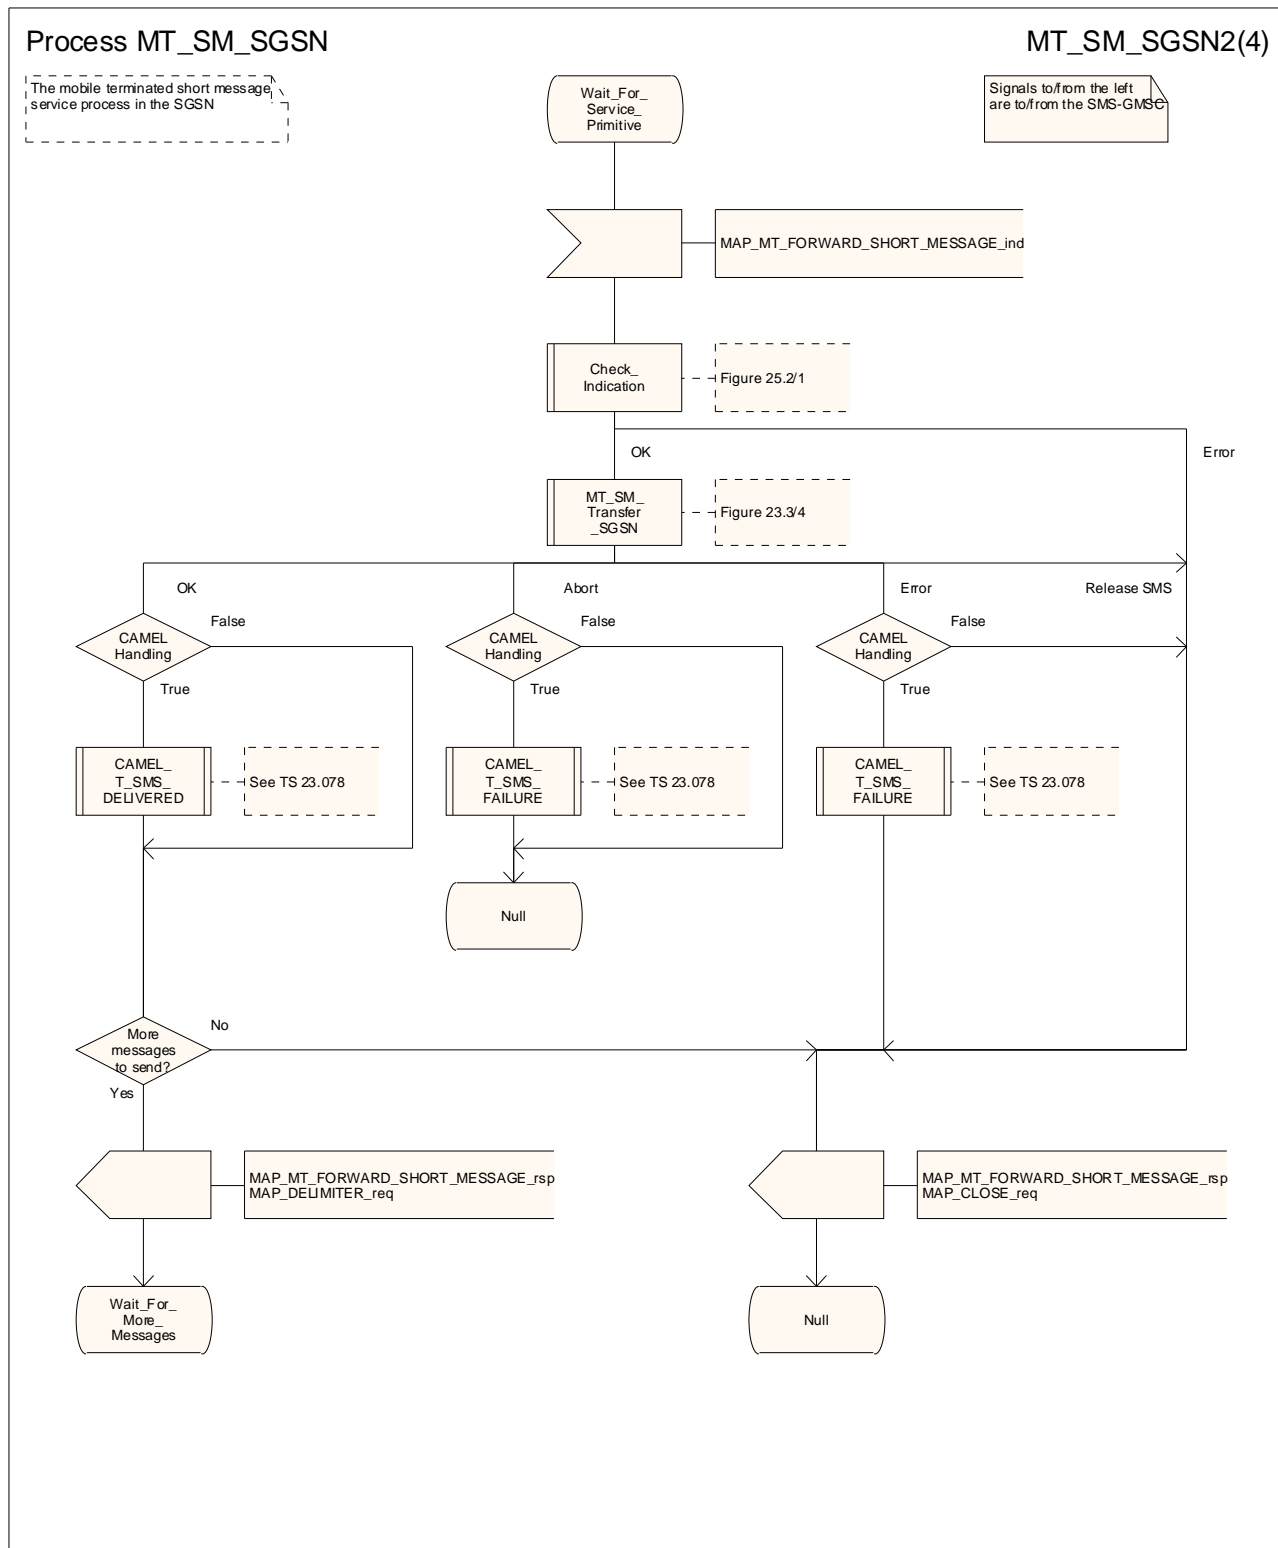 Process MT_SM_SGSN
MT_SM_SGSN2(4)
The mobile terminated short message
service process in the SGSN
Wait_For_
Service_
Primitive
Signals to/from the left
are to/from the SMS-GMSC
MAP_MT_FORWARD_SHORT_MESSAGE_ind
Check_
Indication
Figure 25.2/1
OK
Error
MT_SM_
Transfer
_SGSN
Figure 23.3/4
OK
Abort
Error
Release SMS
CAMEL
Handling
False
True
CAMEL
Handling
False
True
CAMEL
Handling
False
True
CAMEL_
T_SMS_
DELIVERED
See TS 23.078
CAMEL_
T_SMS_
FAILURE
See TS 23.078
CAMEL_
T_SMS_
FAILURE
See TS 23.078
Null
More
messages
to send?
No
Yes
MAP_MT_FORWARD_SHORT_MESSAGE_rsp
MAP_DELIMITER_req
MAP_MT_FORWARD_SHORT_MESSAGE_rsp
MAP_CLOSE_req
Wait_For_
More_
Messages
Null